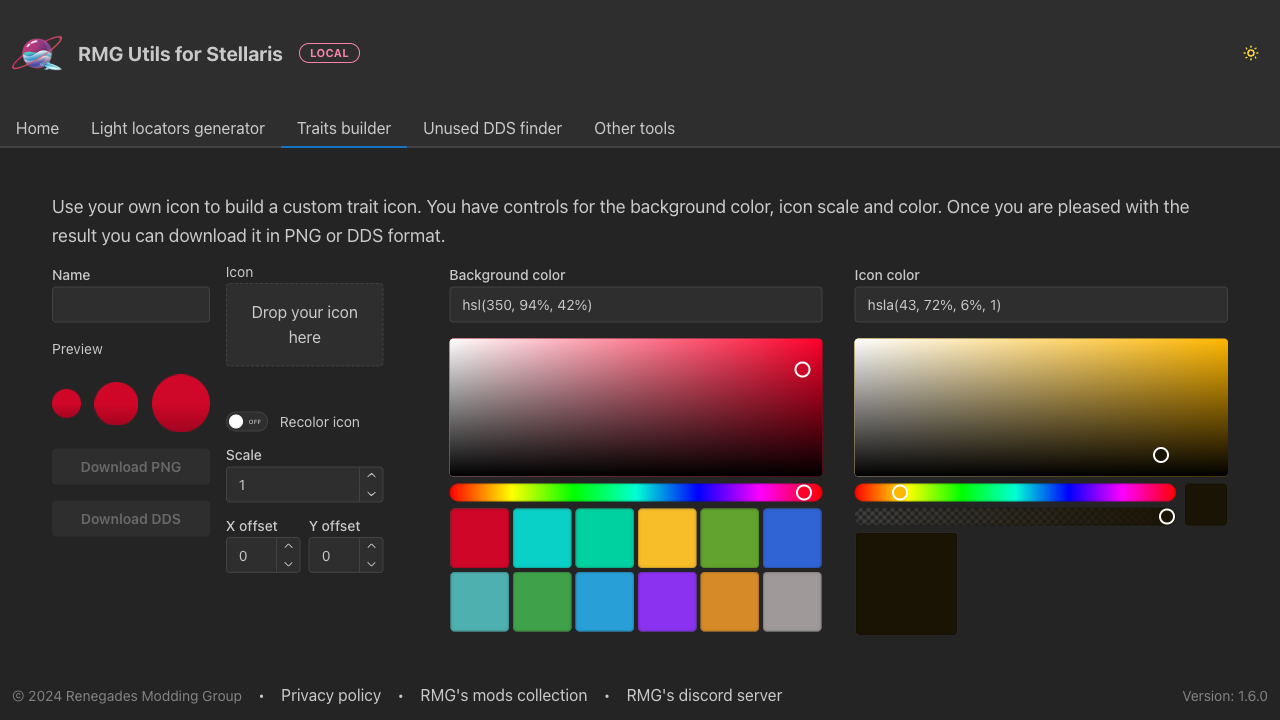 RMG Utils for Stellaris
LOCAL
Home
Light locators generator
Traits builder
Unused DDS finder
Other tools
Use your own icon to build a custom trait icon. You have controls for the background color, icon scale and color. Once you are pleased with the
result you can download it in PNG or DDS format.
Name
Preview
Download PNG
Download DDS
Icon
Drop your icon
here
OFF
Recolor icon
Scale
1
X offset
Y offset
0
0
Background color
hsl(350, 94%, 42%)
Icon color
hsla(43, 72%, 6%, 1)
© 2024 Renegades Modding Group
•
Privacy policy
•
RMG's mods collection
•
RMG's discord server
Version: 1.6.0